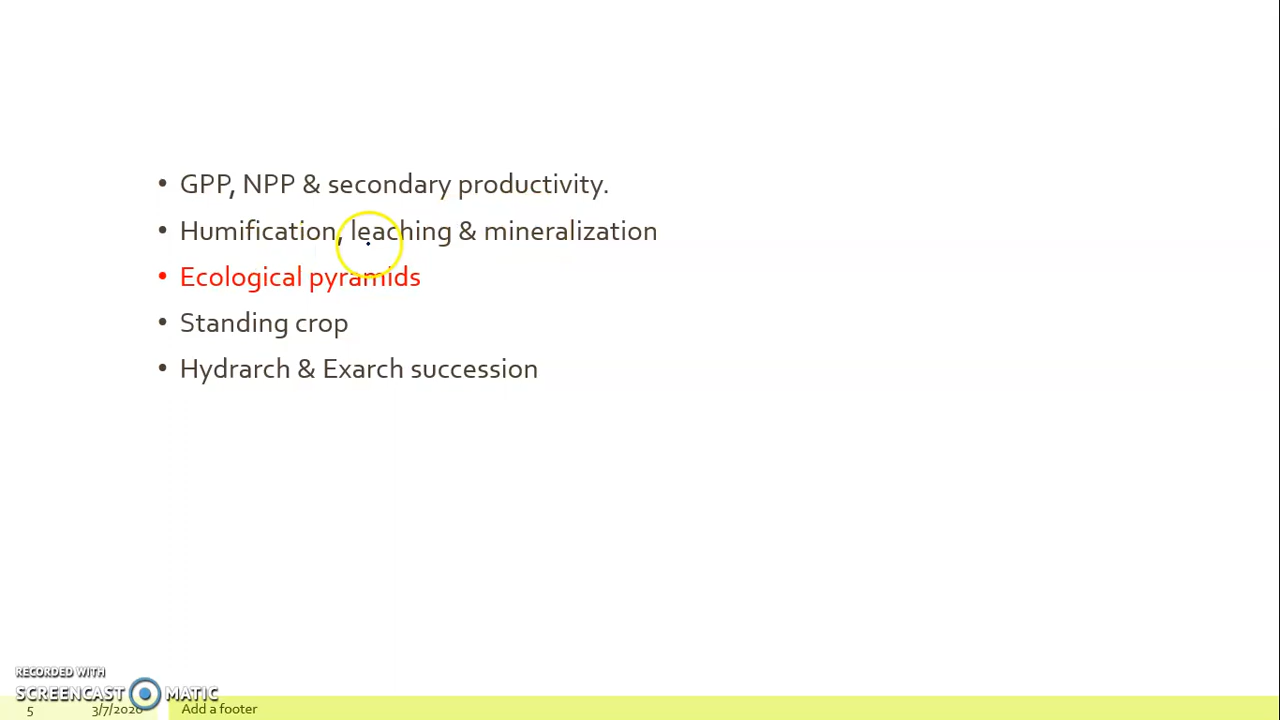 • GPP, NPP & secondary productivity.
• Humification, leaching & mineralization
• Ecological pyramids
• Standing crop
• Hydrarch & Exarch succession
RECORDED WITH
SCREENCAST MATIC
5 3/7/2020 Add a footer